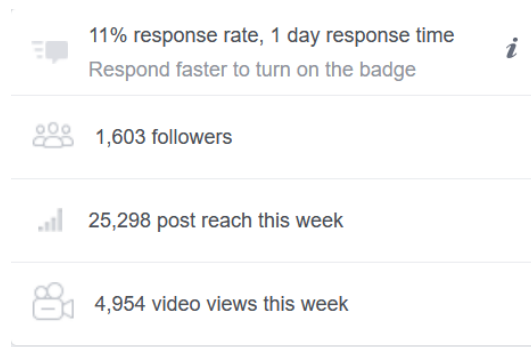 11% response rate, 1 day response time
Respond faster to turn on the badge
i
1,603 followers
25,298 post reach this week
4,954 video views this week